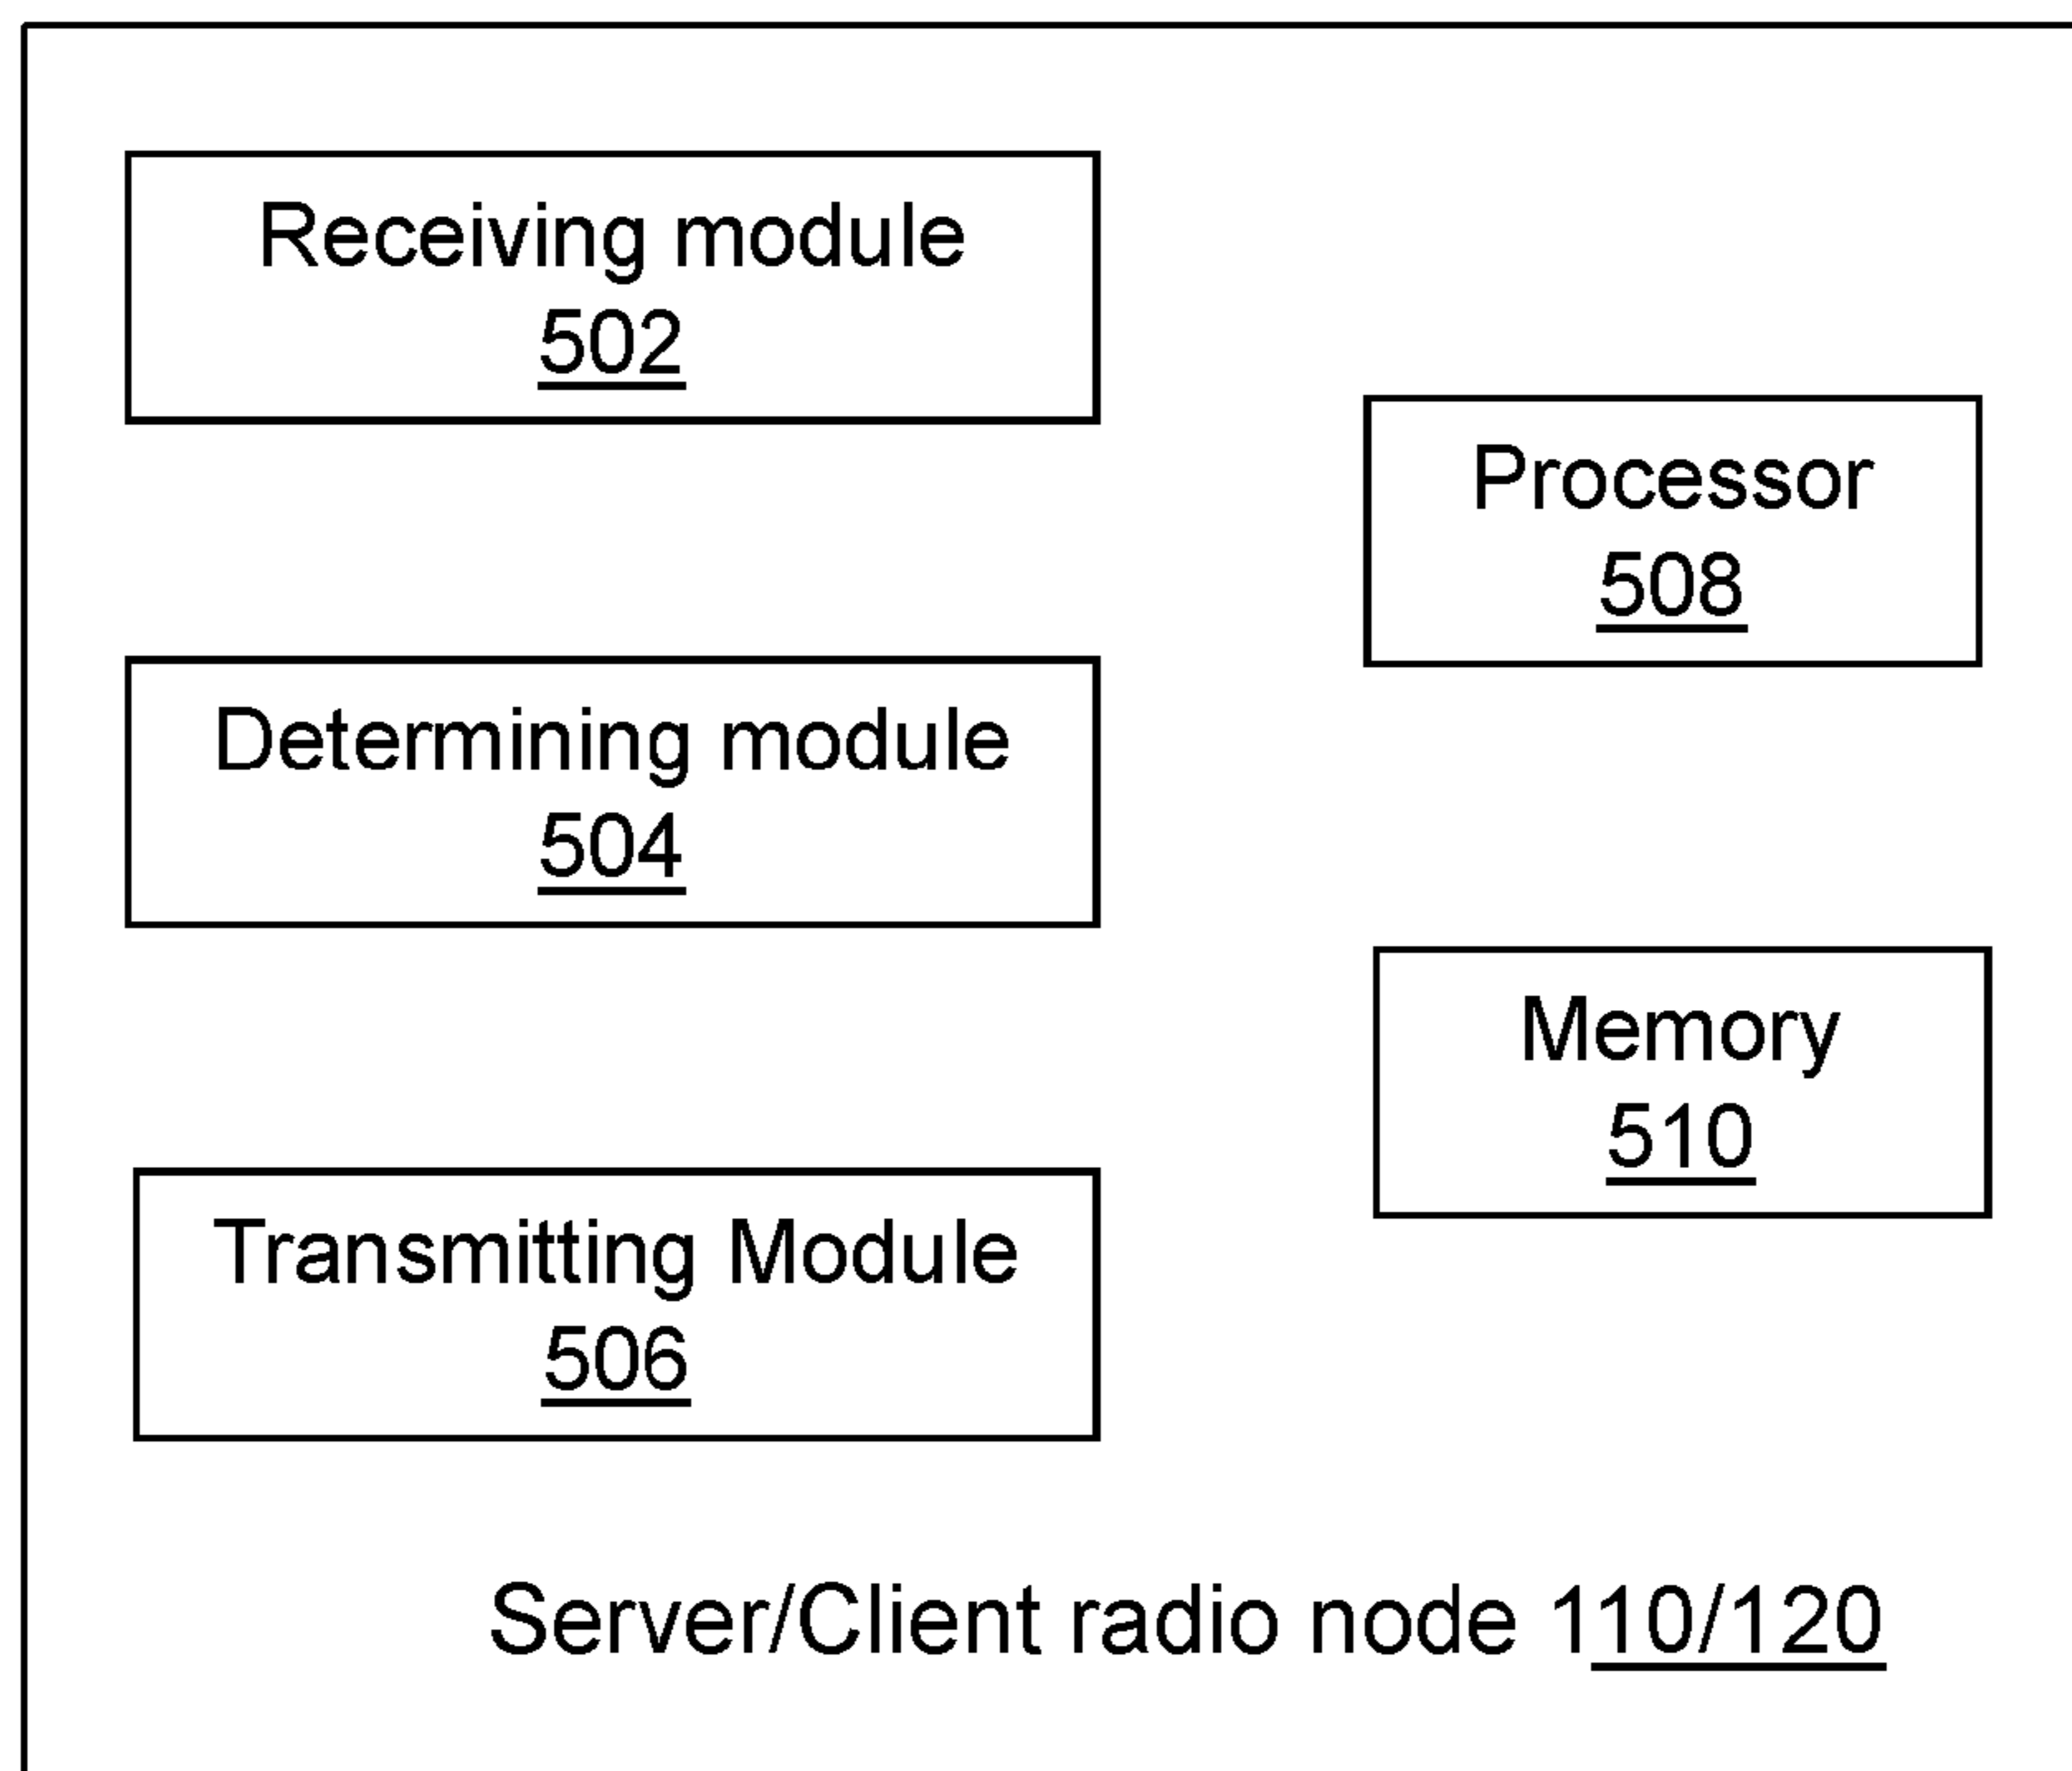 Receiving module
502
Processor
508
Determining module
504
Memory
510
Transmitting Module
506
Server/Client radio node 110/120